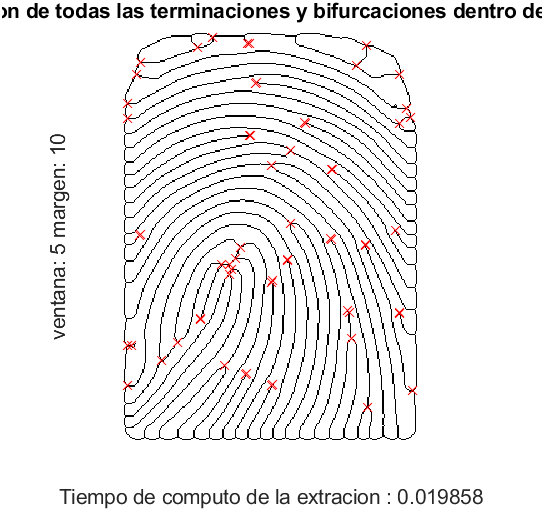 on de todas las terminaciones y bifurcaciones dentro de
ventana: 5 margen: 10
Tiempo de computo de la extracion : 0.019858